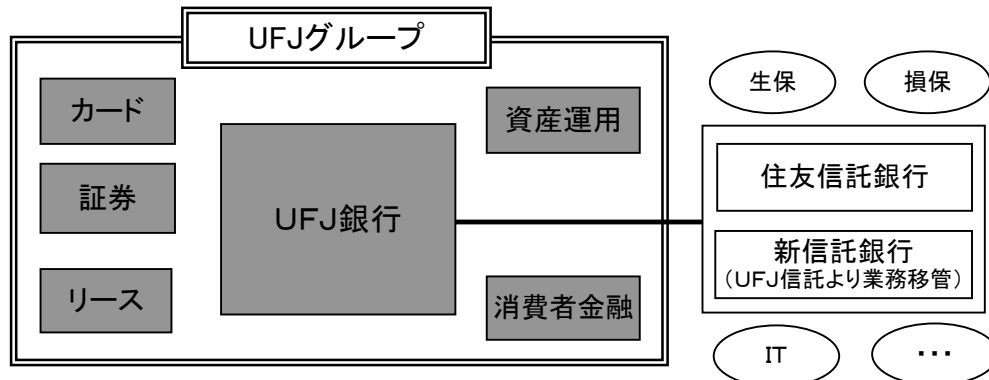 UFJグループ
カード
証券
リース
UFJ銀行
資産運用
消費者金融
生保
損保
住友信託銀行
新信託銀行
(UFJ信託より業務移管)
IT
・・・